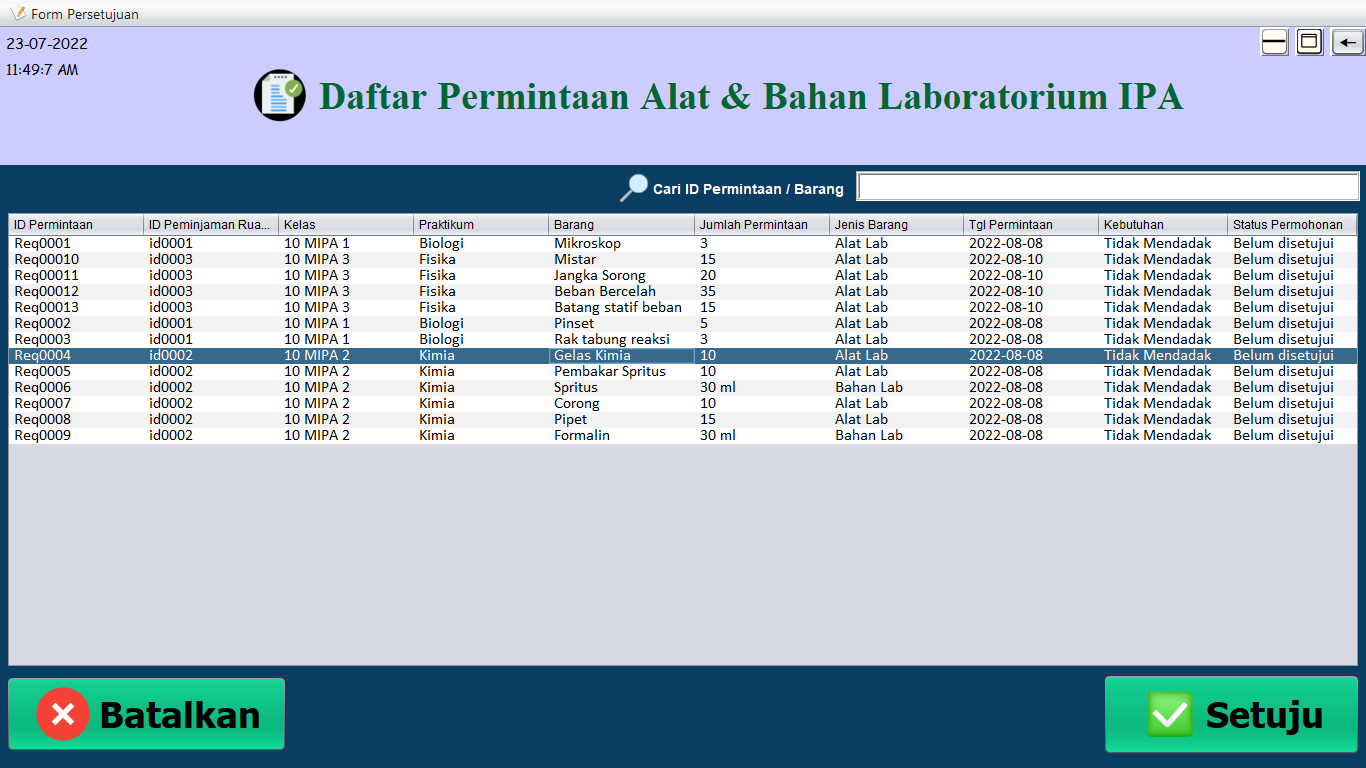 Form Persetujuan
23-07-2022
11:49:7 AM
Daftar Permintaan Alat & Bahan Laboratorium IPA
Cari ID Permintaan / Barang
ID Permintaan ID Peminjaman Rua... Kelas Praktikum Barang Jumlah Permintaan Jenis Barang Tgl Permintaan Kebutuhan Status Permohonan
Req0001 id0001 10 MIPA 1 Biologi Mikroskop 3 Alat Lab 2022-08-08 Tidak Mendadak Belum disetujui
Req00010 id0003 10 MIPA 3 Fisika Mistar 15 Alat Lab 2022-08-10 Tidak Mendadak Belum disetujui
Req00011 id0003 10 MIPA 3 Fisika Jangka Sorong 20 Alat Lab 2022-08-10 Tidak Mendadak Belum disetujui
Req00012 id0003 10 MIPA 3 Fisika Beban Bercelah 35 Alat Lab 2022-08-10 Tidak Mendadak Belum disetujui
Req00013 id0003 10 MIPA 3 Fisika Batang statif beban 15 Alat Lab 2022-08-10 Tidak Mendadak Belum disetujui
Req0002 id0001 10 MIPA 1 Biologi Pinset 5 Alat Lab 2022-08-08 Tidak Mendadak Belum disetujui
Req0003 id0001 10 MIPA 1 Biologi Rak tabung reaksi 3 Alat Lab 2022-08-08 Tidak Mendadak Belum disetujui
Req0004 id0002 10 MIPA 2 Kimia Gelas Kimia 10 Alat Lab 2022-08-08 Tidak Mendadak Belum disetujui
Req0005 id0002 10 MIPA 2 Kimia Pembakar Spritus 10 Alat Lab 2022-08-08 Tidak Mendadak Belum disetujui
Req0006 id0002 10 MIPA 2 Kimia Spritus 30 ml Bahan Lab 2022-08-08 Tidak Mendadak Belum disetujui
Req0007 id0002 10 MIPA 2 Kimia Corong 10 Alat Lab 2022-08-08 Tidak Mendadak Belum disetujui
Req0008 id0002 10 MIPA 2 Kimia Pipet 15 Alat Lab 2022-08-08 Tidak Mendadak Belum disetujui
Req0009 id0002 10 MIPA 2 Kimia Formalin 30 ml Bahan Lab 2022-08-08 Tidak Mendadak Belum disetujui
Batalkan
Setuju